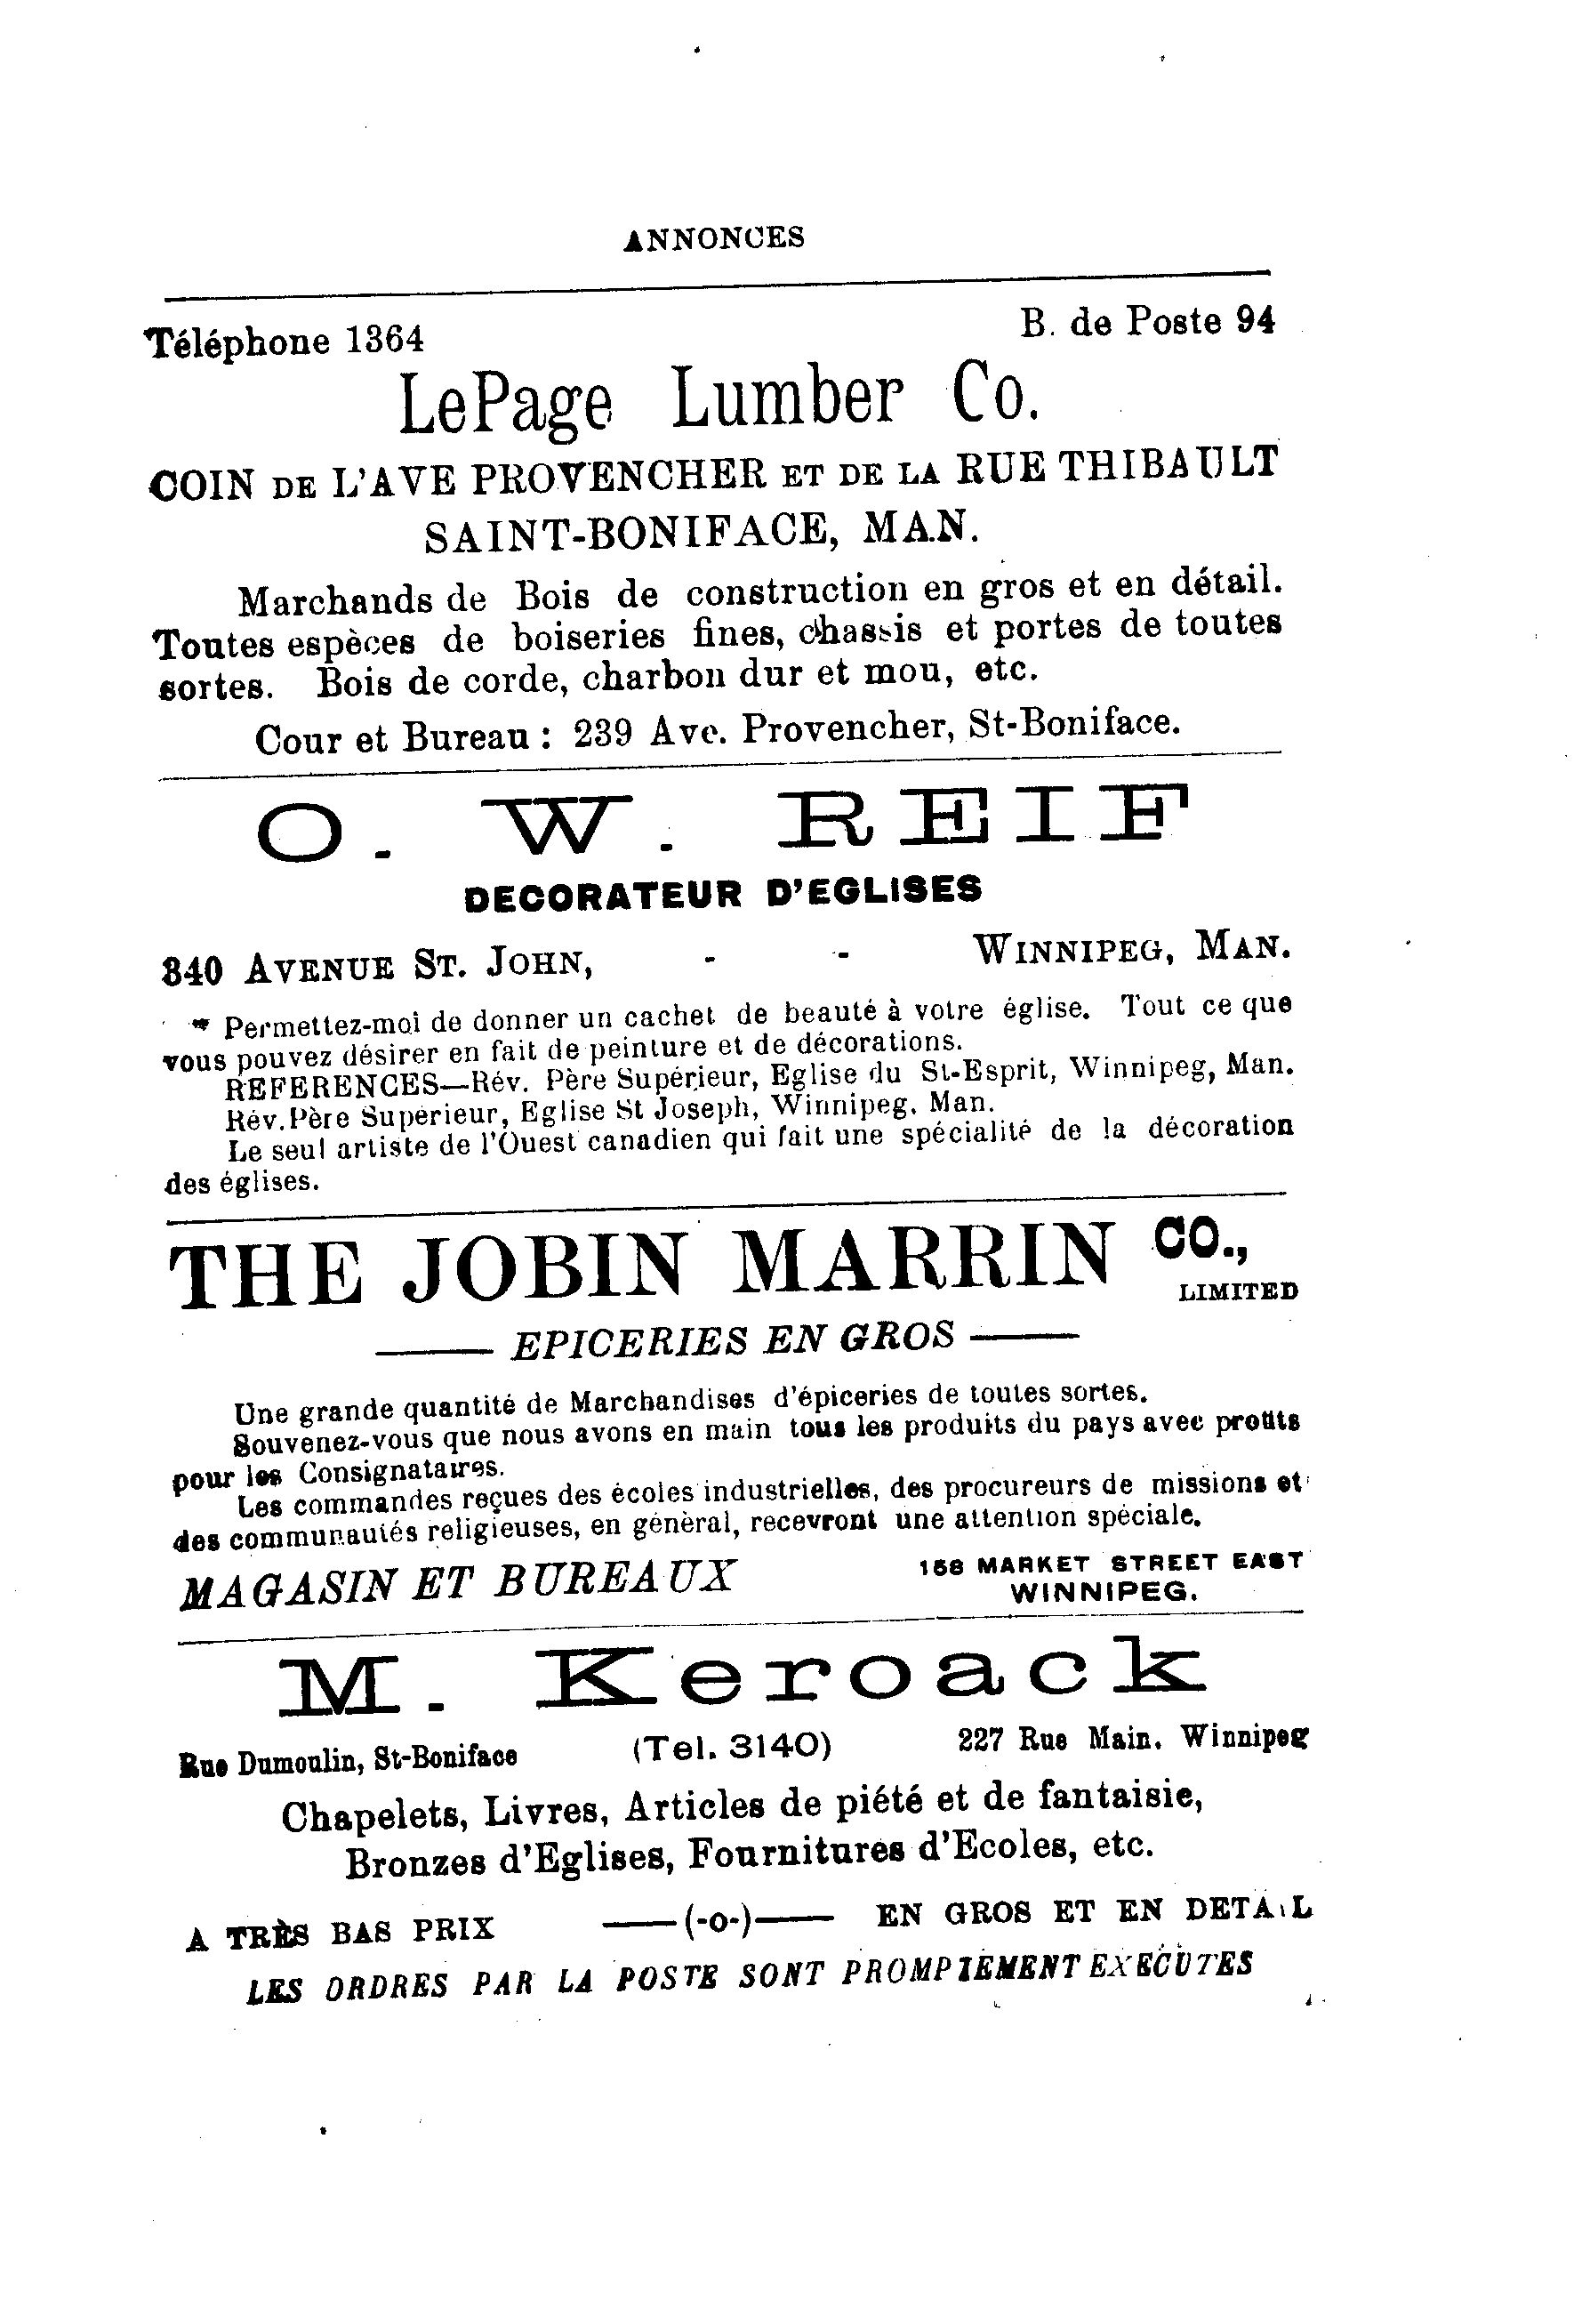 ANNONCES
Téléphone 1364 B. de Poste 94
LePage Lumber Co.
COIN DE L'AVE PROVENCHER ET DE LA RUE THIBAULT
SAINT-BONIFACE, MAN.
Marchands de Bois de construction en gros et en détail.
Toutes espèces de boiseries fines, chassis et portes de toutes
sortes. Bois de corde, charbon dur et mou, etc.
Cour et Bureau : 239 Ave. Provencher, St-Boniface.
O. W. REIF
DECORATEUR D'EGLISES
340 AVENUE ST. JOHN, - - WINNIPEG, MAN.
Permettez-moi de donner un cachet de beauté à votre église. Tout ce que
vous pouvez désirer en fait de peinture et de décorations.
REFERENCES—Rév. Père Supérieur, Eglise du St-Esprit, Winnipeg, Man.
Rév. Père Supérieur, Eglise St Joseph, Winnipeg, Man.
Le seul artiste de l'Ouest canadien qui fait une spécialité de la décoration
des églises.
THE JOBIN MARRIN CO.,
LIMITED
—— EPICERIES EN GROS ——
Une grande quantité de Marchandises d'épiceries de toutes sortes.
Souvenez-vous que nous avons en main tous les produits du pays avec profits
pour les Consignataires.
Les commandes reçues des écoles industrielles, des procureurs de missions et
des communautés religieuses, en général, recevront une attention spéciale.
MAGASIN ET BUREAUX 158 MARKET STREET EAST
WINNIPEG.
M. Keroack
Rue Dumoulin, St-Boniface (Tel. 3140) 227 Rue Main. Winnipeg
Chapelets, Livres, Articles de piété et de fantaisie,
Bronzes d'Eglises, Fournitures d'Ecoles, etc.
A TRÈS BAS PRIX ——(-o-)—— EN GROS ET EN DETAIL
LES ORDRES PAR LA POSTE SONT PROMPTEMENT EXÉCUTES